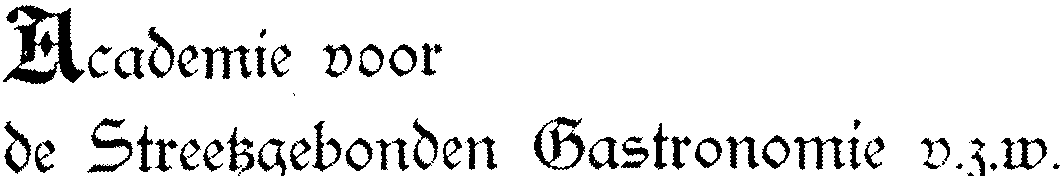 Academie voor
de Streekgebonden Gastronomie v.z.w.